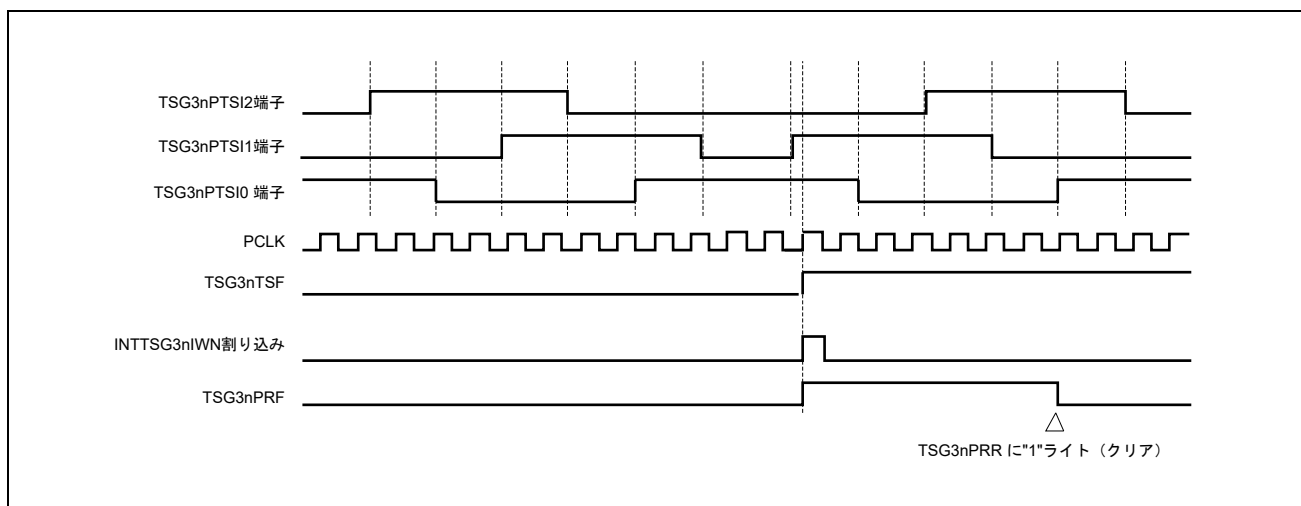 TSG3nPTSI2端子
TSG3nPTSI1端子
TSG3nPTSI0 端子
PCLK
TSG3nTSF
INTTSG3nIWN割り込み
TSG3nPRF
TSG3nPRR に"1"ライト（クリア）